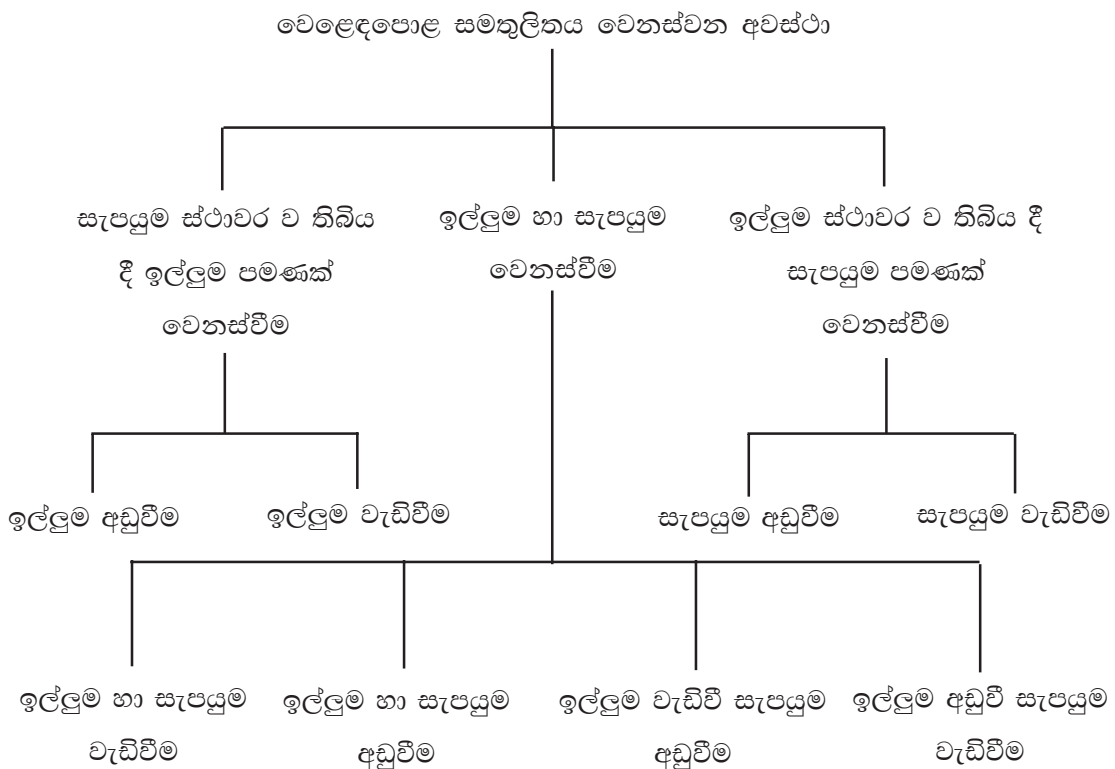 වෙළෙඳපොළ සමතුලිතය වෙනස්වන අවස්ථා
සැපයුම ස්ථාවර ව තිබිය
දී ඉල්ලුම පමණක්
වෙනස්වීම
ඉල්ලුම හා සැපයුම
වෙනස්වීම
ඉල්ලුම ස්ථාවර ව තිබිය දී
සැපයුම පමණක්
වෙනස්වීම
ඉල්ලුම අඩුවීම
ඉල්ලුම වැඩිවීම
සැපයුම අඩුවීම
සැපයුම වැඩිවීම
ඉල්ලුම හා සැපයුම
වැඩිවීම
ඉල්ලුම හා සැපයුම
අඩුවීම
ඉල්ලුම වැඩිවී සැපයුම
අඩුවීම
ඉල්ලුම අඩුවී සැපයුම
වැඩිවීම